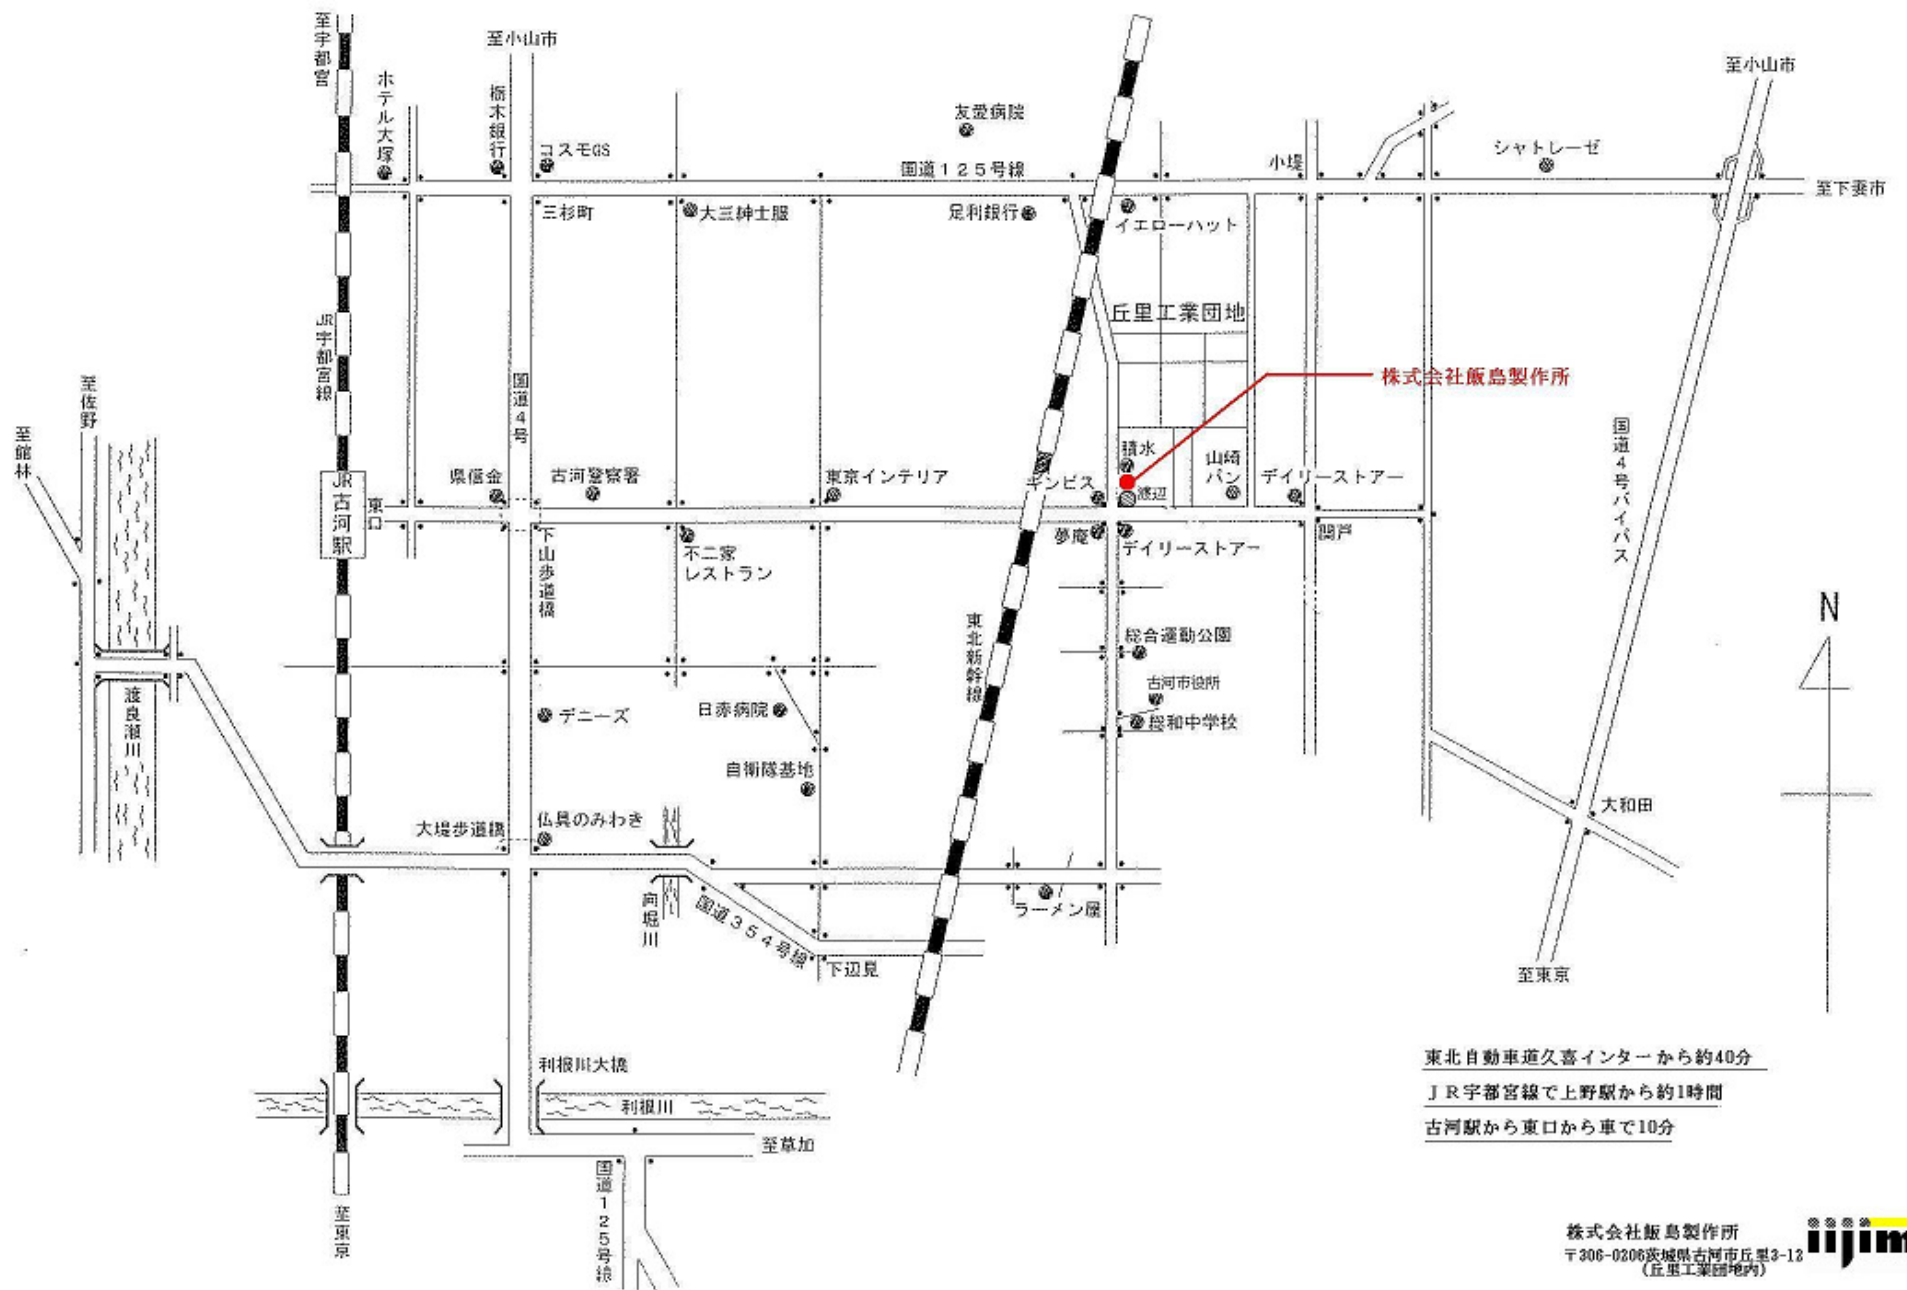 至宇都宮
至小山市
至小山市
ホテル大塚
栃木銀行
コスモGS
友愛病院
国道125号線
小堤
シャトレーゼ
至下妻市
三杉町
大三紳士服
足利銀行
イエローハット
JR宇都宮線
丘里工業団地
国道4号
株式会社飯島製作所
至佐野
至館林
国道4号バイパス
県信金
古河警察署
東京インテリア
ギンビス
積水
渡辺
山崎パン
デイリーストアー
JR古河駅
東口
下山歩道橋
不二家
レストラン
夢庵
デイリーストアー
関戸
東北新幹線
総合運動公園
N
古河市役所
総和中学校
渡良瀬川
デニーズ
日赤病院
自衛隊基地
大堤歩道橋
仏具のみわき
大和田
向堀川
国道354号線
ラーメン屋
下辺見
至東京
利根川大橋
利根川
至草加
国道125号線
至東京
東北自動車道久喜インターから約40分
JR宇都宮線で上野駅から約1時間
古河駅から東口から車で10分
株式会社飯島製作所
〒306-0206茨城県古河市丘里3-12
(丘里工業団地内)
iijim